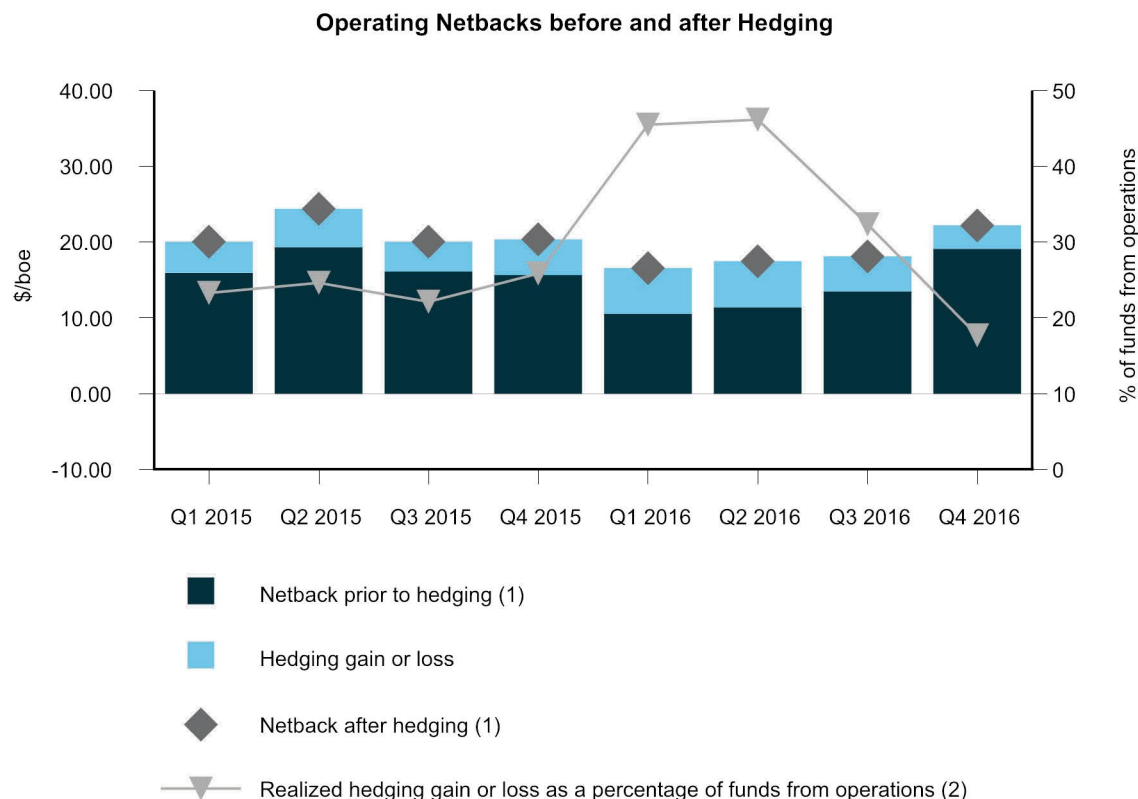 Operating Netbacks before and after Hedging
40.00
30.00
20.00
10.00
0.00
-10.00
$/boe
50
40
30
20
10
0
% of funds from operations
Q1 2015 Q2 2015 Q3 2015 Q4 2015 Q1 2016 Q2 2016 Q3 2016 Q4 2016
Netback prior to hedging (1)
Hedging gain or loss
Netback after hedging (1)
Realized hedging gain or loss as a percentage of funds from operations (2)